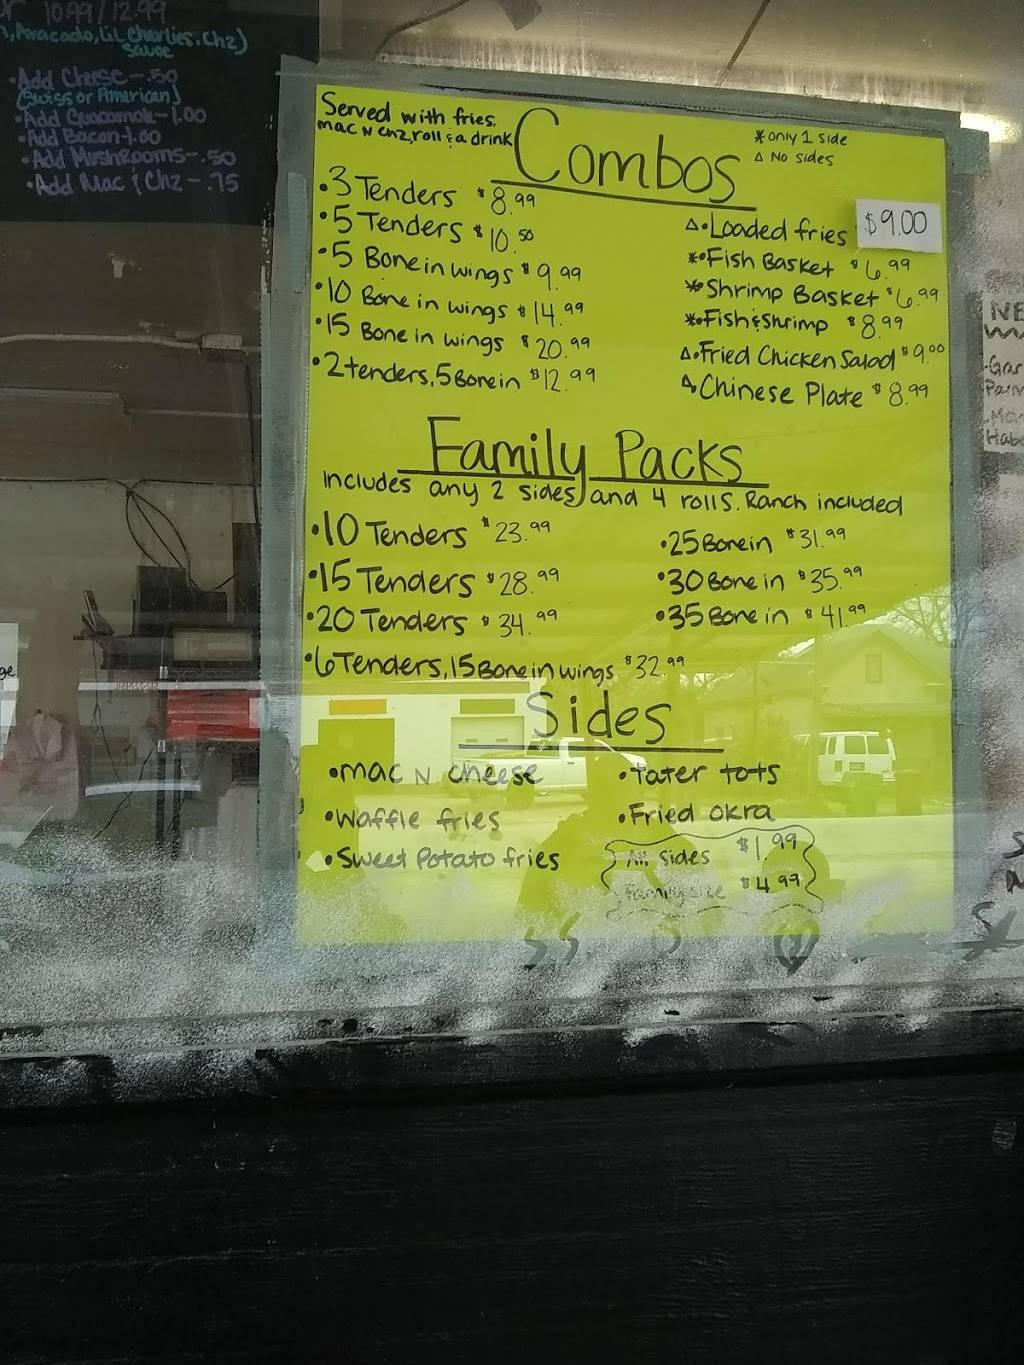 10.99/12.99
Avacado, Lil Charlies, Chz)
sauce
•Add Cheese-.50
(Swiss or American)
•Add Guacamole-1.00
•Add Bacon-1.00
•Add Mushrooms-.50
•Add Mac & Chz-.75
Served with fries,
mac N chz, roll & a drink
Combos
* only 1 side
△ No sides
•3 Tenders $8.99
•5 Tenders $10.50
•5 Bone in wings $9.99
•10 Bone in wings $14.99
•15 Bone in wings $20.99
•2 tenders, 5 Bone in $12.99
△•Loaded fries $9.00
*•Fish Basket $6.99
*•Shrimp Basket $6.99
*•Fish & Shrimp $8.99
△•Fried Chicken Salad $9.00
△•Chinese Plate $8.99
Family Packs
Includes any 2 sides and 4 rolls. Ranch included
•10 Tenders $23.99
•15 Tenders $28.99
•20 Tenders $34.99
•6 Tenders, 15 Bone in wings $32.99
•25 Bone in $31.99
•30 Bone in $35.99
•35 Bone in $41.99
Sides
•mac N cheese
•Waffle fries
•Sweet Potato fries
•tater tots
•Fried okra
All sides $1.99
Family size $4.99